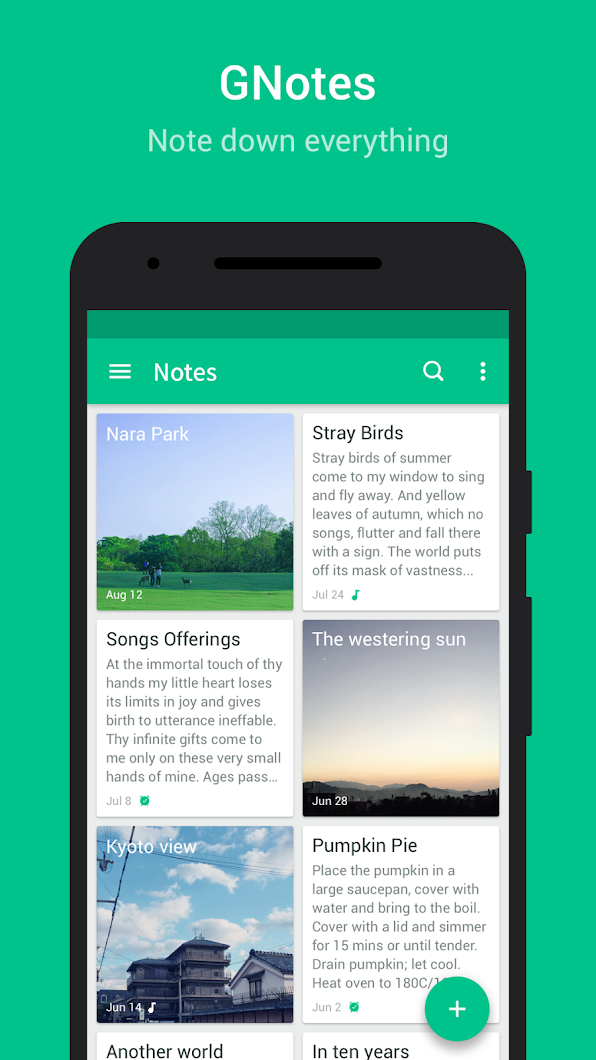 GNotes
Note down everything
Notes
Nara Park
Aug 12
Stray Birds
Stray birds of summer
come to my window to sing
and fly away. And yellow
leaves of autumn, which no
songs, flutter and fall there
with a sign. The world puts
off its mask of vastness...
Jul 24
Songs Offerings
At the immortal touch of thy
hands my little heart loses
its limits in joy and gives
birth to utterance ineffable.
Thy infinite gifts come to
me only on these very small
hands of mine. Ages pass...
Jul 8
The westering sun
Jun 28
Kyoto view
Jun 14
Pumpkin Pie
Place the pumpkin in a
large saucepan, cover with
water and bring to the boil.
Cover with a lid and simmer
for 15 mins or until tender.
Drain pumpkin; let cool.
Heat oven to 180C/
Jun 2
Another world
In ten years